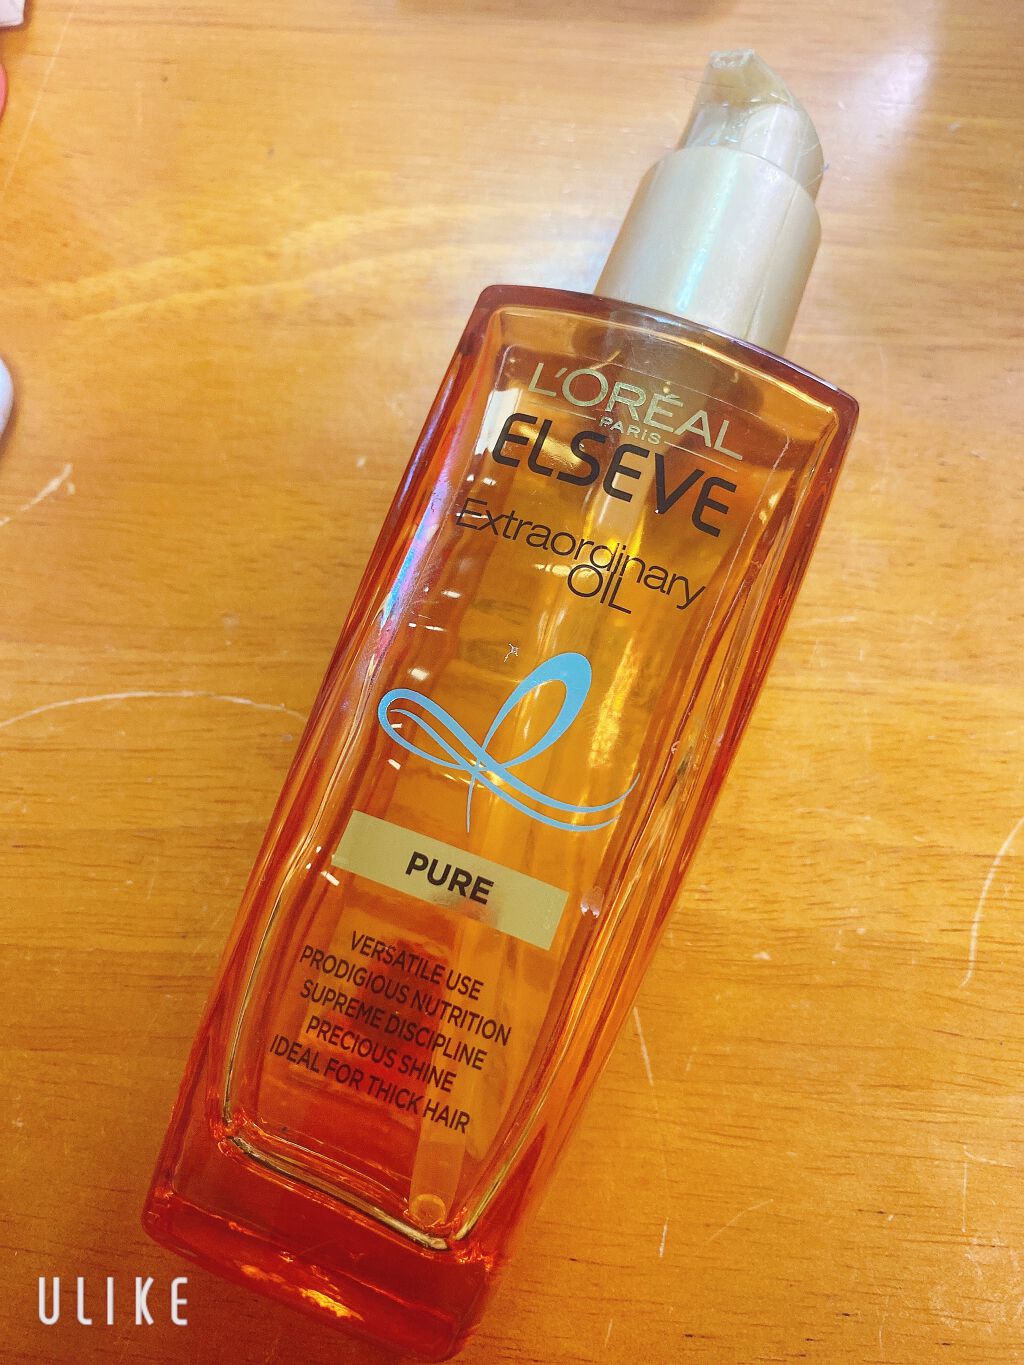 L'ORÉAL
PARIS
ELSEVE
Extraordinary
OIL
PURE
VERSATILE USE
PRODIGIOUS NUTRITION
SUPREME DISCIPLINE
PRECIOUS SHINE
IDEAL FOR THICK HAIR
ULIKE